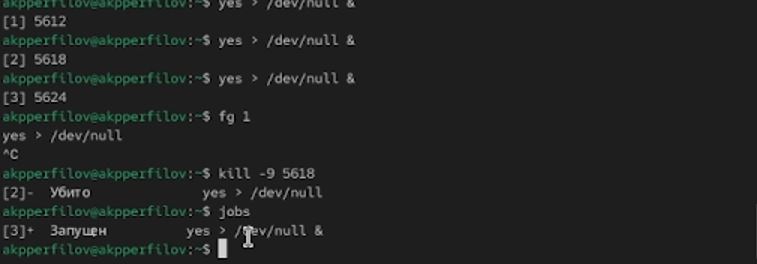 akpperfilov@akpperfilov:~$ yes > /dev/null &
[1] 5612
akpperfilov@akpperfilov:~$ yes > /dev/null &
[2] 5618
akpperfilov@akpperfilov:~$ yes > /dev/null &
[3] 5624
akpperfilov@akpperfilov:~$ fg 1
yes > /dev/null
^C
akpperfilov@akpperfilov:~$ kill -9 5618
[2]- Убито yes > /dev/null
akpperfilov@akpperfilov:~$ jobs
[3]+ Запущен yes > /dev/null &
akpperfilov@akpperfilov:~$